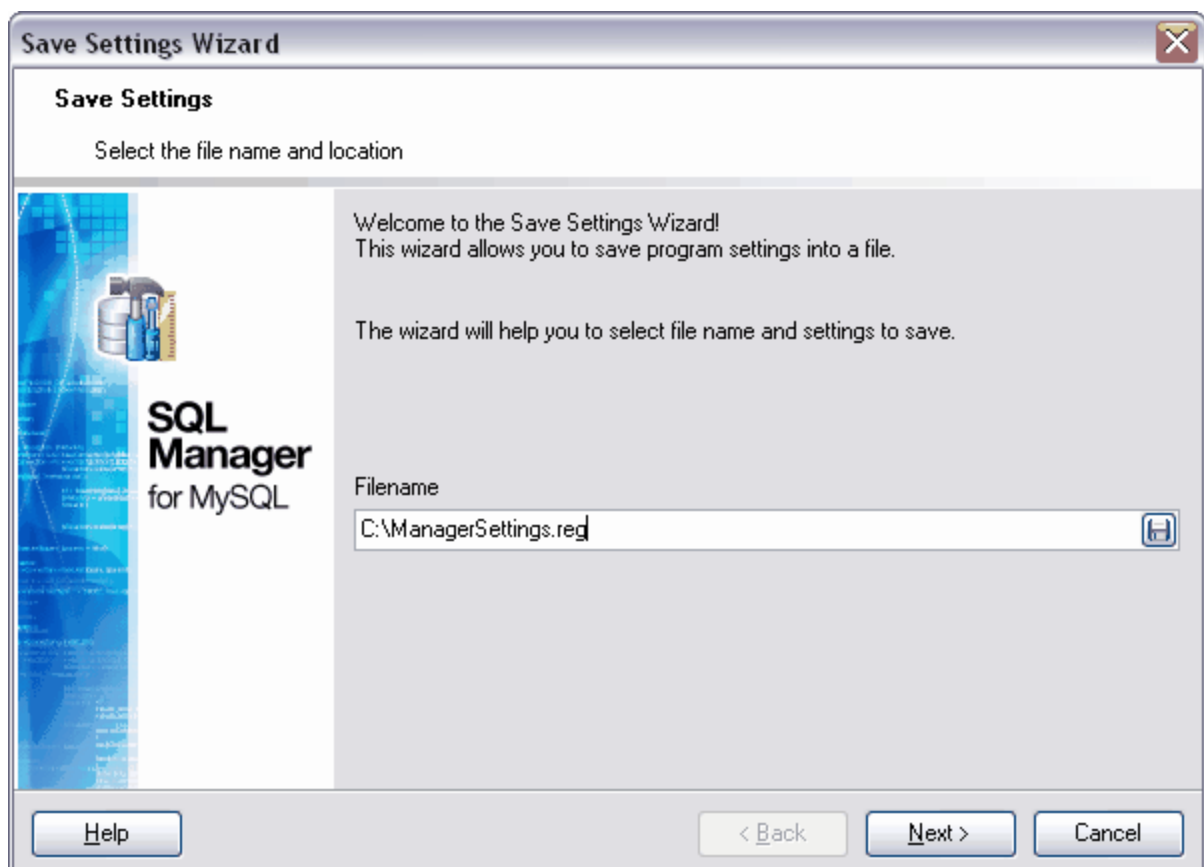 Save Settings Wizard
Save Settings
Select the file name and location
Welcome to the Save Settings Wizard!
This wizard allows you to save program settings into a file.
The wizard will help you to select file name and settings to save.
SQL
Manager
for MySQL
Filename
C:\ManagerSettings.reg
Help
< Back
Next >
Cancel